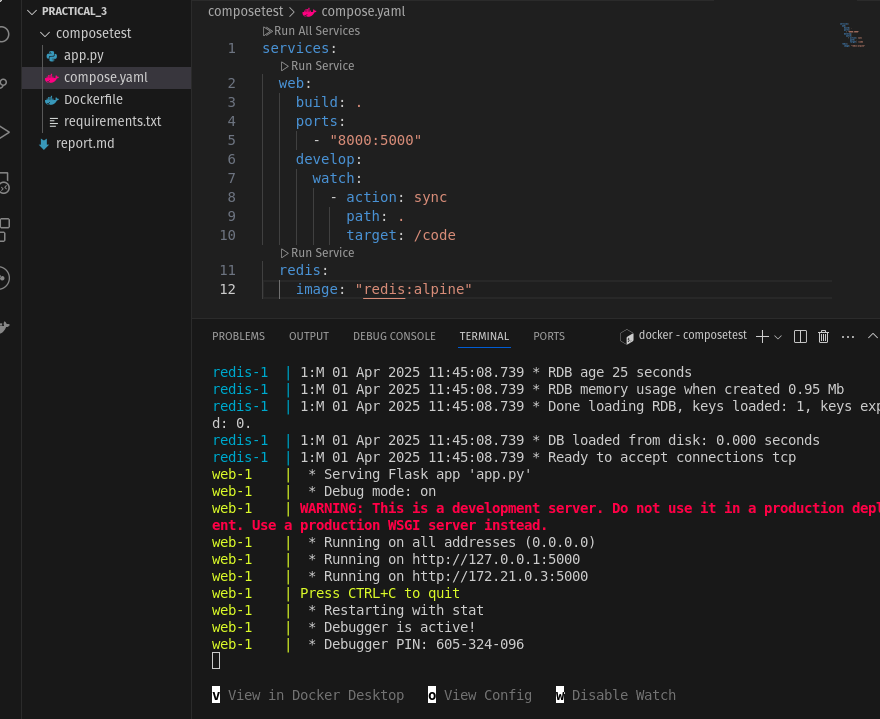 PRACTICAL_3
composetest
app.py
compose.yaml
Dockerfile
requirements.txt
report.md
composetest > compose.yaml
Run All Services
1 services:
Run Service
2 web:
3 build: .
4 ports:
5 - "8000:5000"
6 develop:
7 watch:
8 - action: sync
9 path: .
10 target: /code
Run Service
11 redis:
12 image: "redis:alpine"
PROBLEMS OUTPUT DEBUG CONSOLE TERMINAL PORTS docker - composetest
redis-1 | 1:M 01 Apr 2025 11:45:08.739 * RDB age 25 seconds
redis-1 | 1:M 01 Apr 2025 11:45:08.739 * RDB memory usage when created 0.95 Mb
redis-1 | 1:M 01 Apr 2025 11:45:08.739 * Done loading RDB, keys loaded: 1, keys exp
d: 0.
redis-1 | 1:M 01 Apr 2025 11:45:08.739 * DB loaded from disk: 0.000 seconds
redis-1 | 1:M 01 Apr 2025 11:45:08.739 * Ready to accept connections tcp
web-1 | * Serving Flask app 'app.py'
web-1 | * Debug mode: on
web-1 | WARNING: This is a development server. Do not use it in a production depl
ent. Use a production WSGI server instead.
web-1 | * Running on all addresses (0.0.0.0)
web-1 | * Running on http://127.0.0.1:5000
web-1 | * Running on http://172.21.0.3:5000
web-1 | Press CTRL+C to quit
web-1 | * Restarting with stat
web-1 | * Debugger is active!
web-1 | * Debugger PIN: 605-324-096
v View in Docker Desktop o View Config w Disable Watch